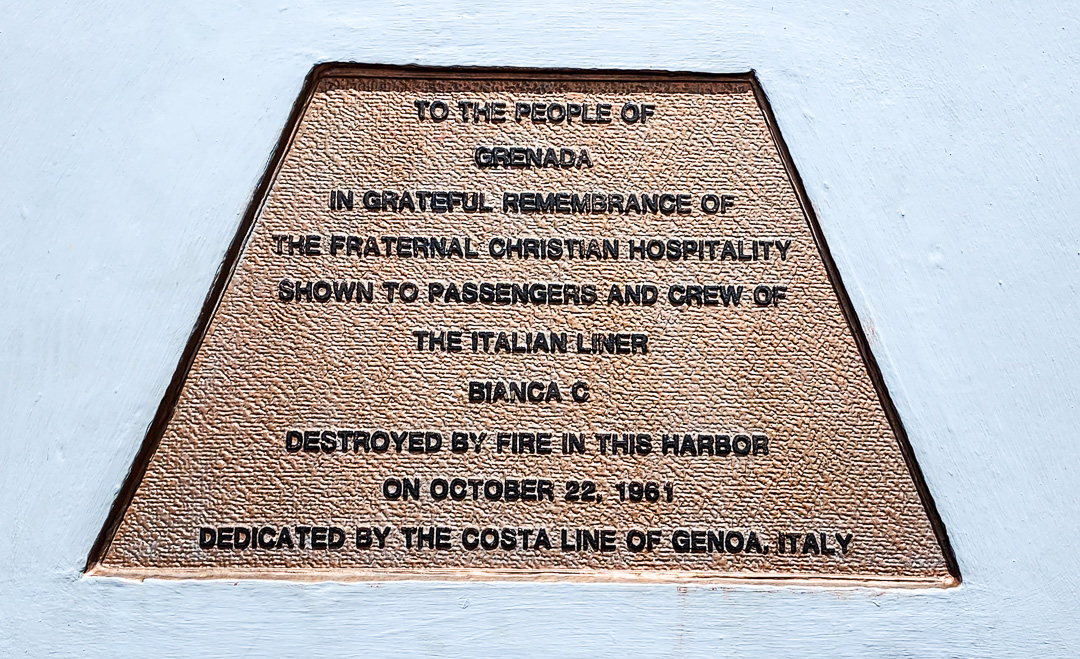 TO THE PEOPLE OF
GRENADA
IN GRATEFUL REMEMBRANCE OF
THE FRATERNAL CHRISTIAN HOSPITALITY
SHOWN TO PASSENGERS AND CREW OF
THE ITALIAN LINER
BIANCA C
DESTROYED BY FIRE IN THIS HARBOR
ON OCTOBER 22, 1961
DEDICATED BY THE COSTA LINE OF GENOA, ITALY